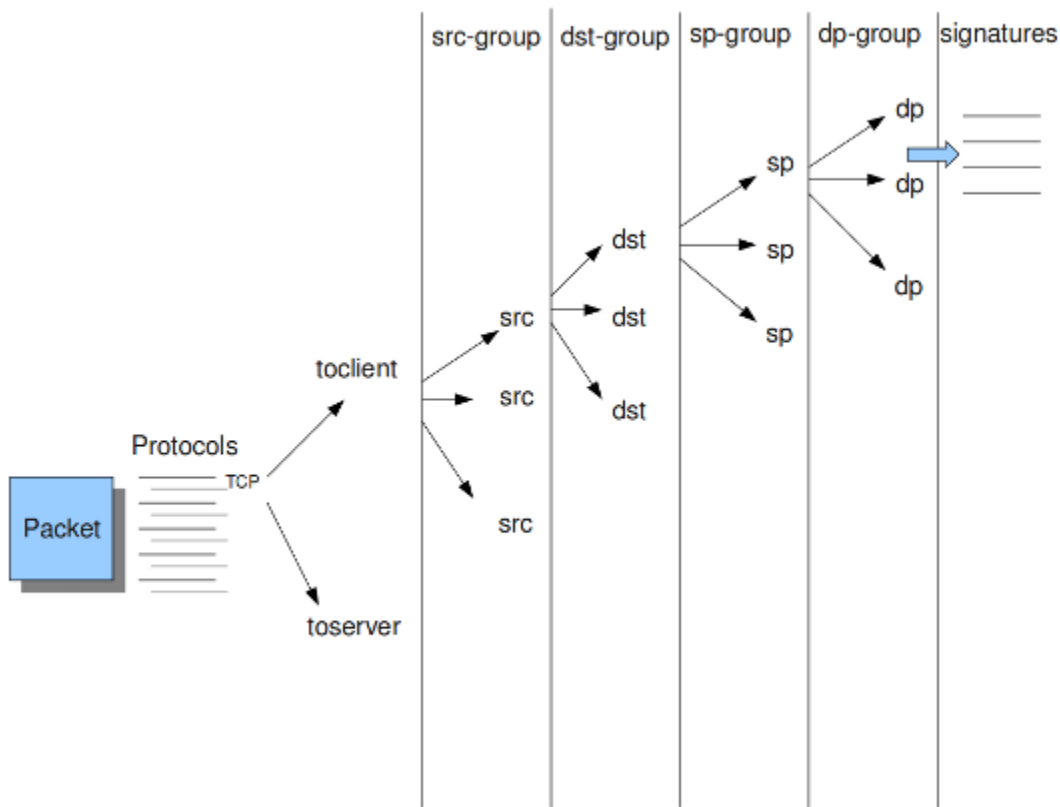 src-group dst-group sp-group dp-group signatures
dp
sp
dp
dst
sp
dp
src
dst
sp
toclient
src
dst
Protocols
TCP
Packet
src
toserver